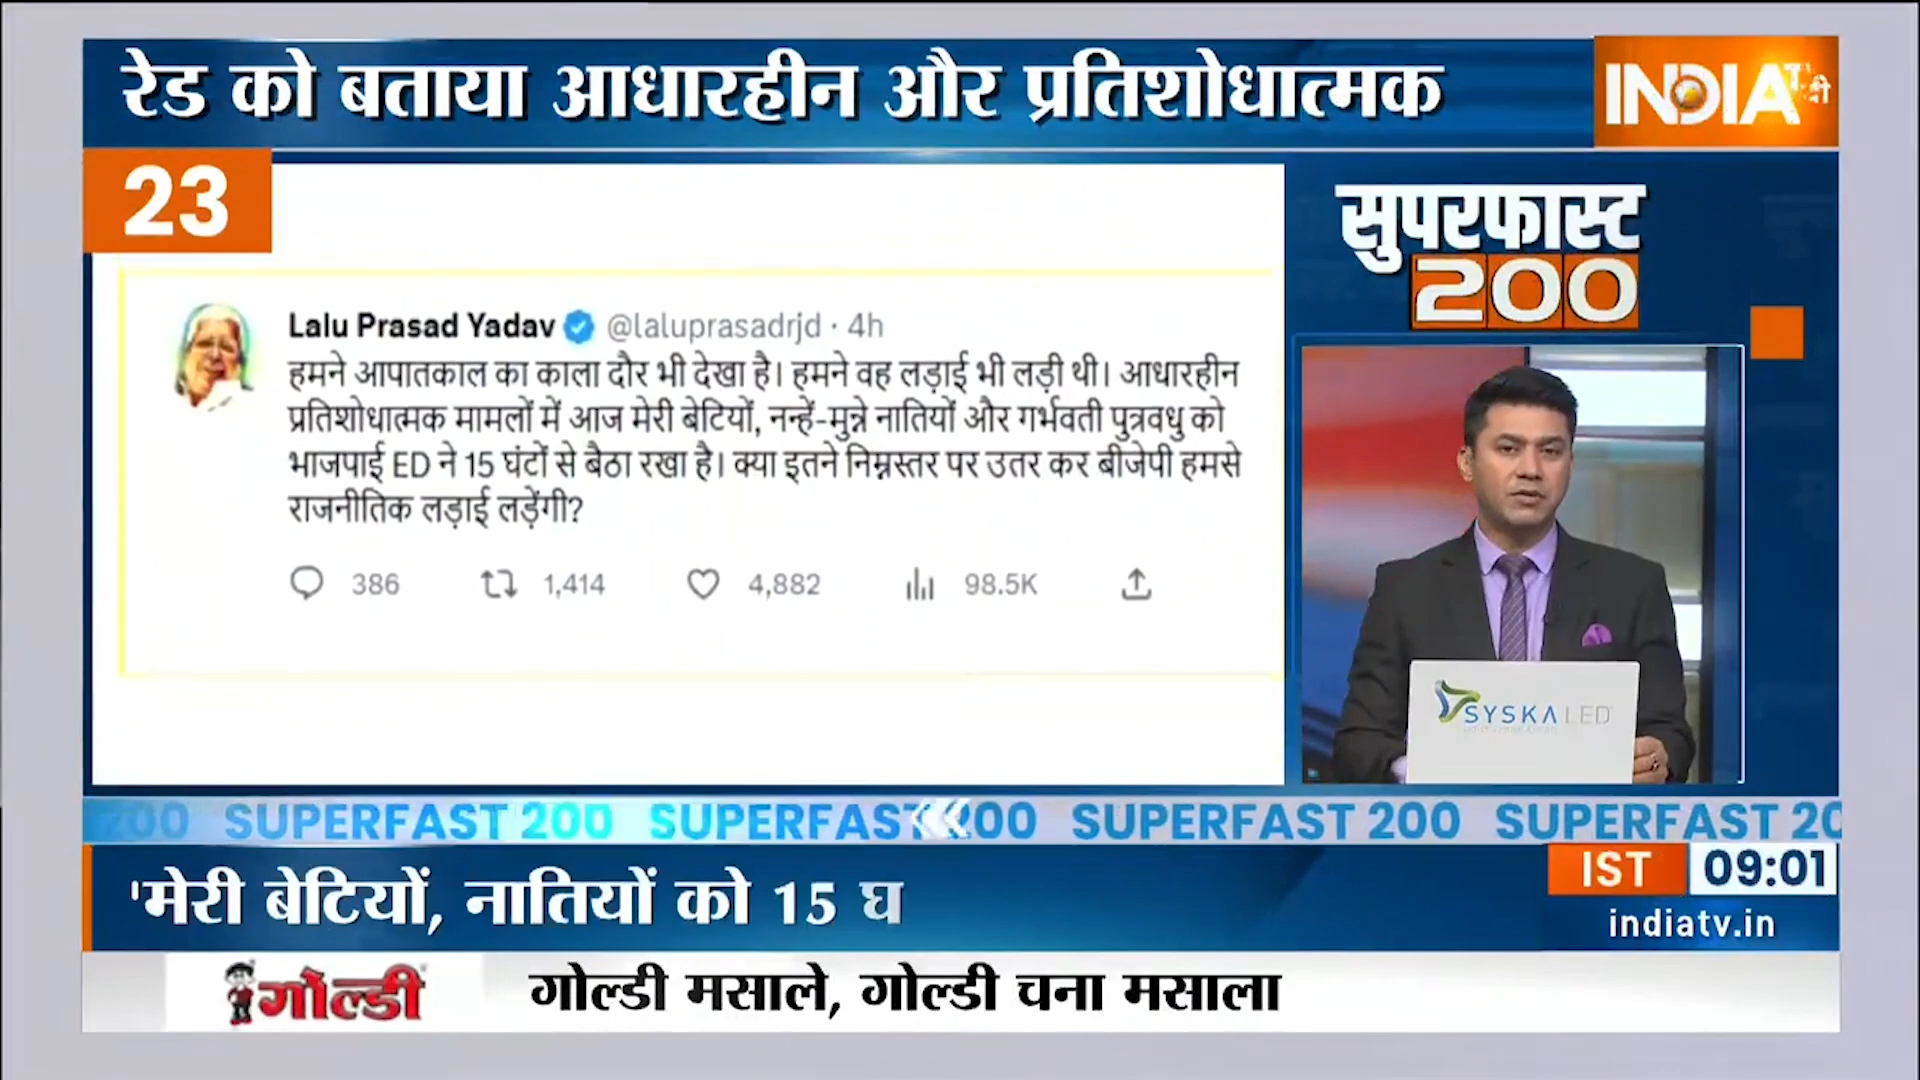 रेड को बताया आधारहीन और प्रतिशोधात्मक
INDIA
23
सुपरफास्ट
200
Lalu Prasad Yadav @laluprasadrjd · 4h
हमने आपातकाल का काला दौर भी देखा है। हमने वह लड़ाई भी लड़ी थी। आधारहीन
प्रतिशोधात्मक मामलों में आज मेरी बेटियों, नन्हें-मुन्ने नातियों और गर्भवती पुत्रवधु को
भाजपाई ED ने 15 घंटों से बैठा रखा है। क्या इतने निम्नस्तर पर उतर कर बीजेपी हमसे
राजनीतिक लड़ाई लड़ेंगी?
386 1,414 4,882 98.5K
SYSKA LED
200 SUPERFAST 200 SUPERFAST 200 SUPERFAST 200 SUPERFAST 20
IST 09:01
'मेरी बेटियों, नातियों को 15 घ
indiatv.in
गोल्डी
गोल्डी मसाले, गोल्डी चना मसाला